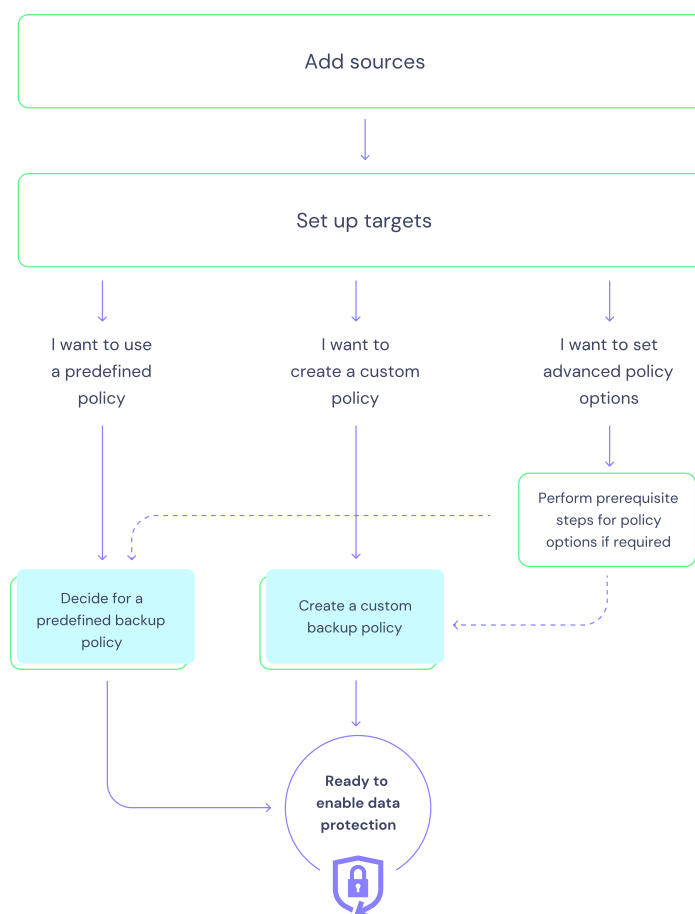 Add sources
Set up targets
I want to use
a predefined
policy
I want to
create a custom
policy
I want to set
advanced policy
options
Perform prerequisite
steps for policy
options if required
Decide for a
predefined backup
policy
Create a custom
backup policy
Ready to
enable data
protection